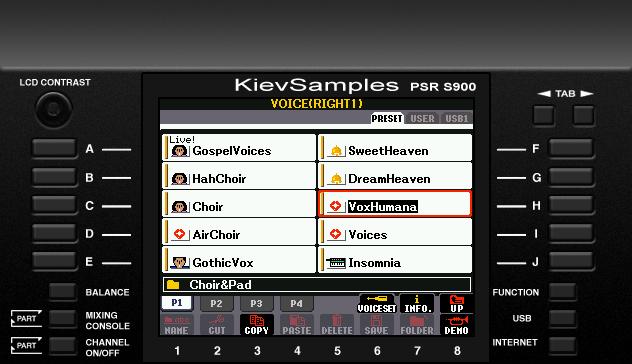 LCD CONTRAST
KievSamples PSR S900
TAB
VOICE(RIGHT1)
PRESET USER USB1
Live!
GospelVoices
SweetHeaven
HahChoir
DreamHeaven
Choir
VoxHumana
AirChoir
Voices
GothicVox
Insomnia
Choir&Pad
P1 P2 P3 P4
VOICESET INFO. UP
NAME CUT COPY PASTE DELETE SAVE FOLDER DEMO
1 2 3 4 5 6 7 8
A
B
C
D
E
BALANCE
PART MIXING CONSOLE
PART CHANNEL ON/OFF
F
G
H
I
J
FUNCTION
USB
INTERNET